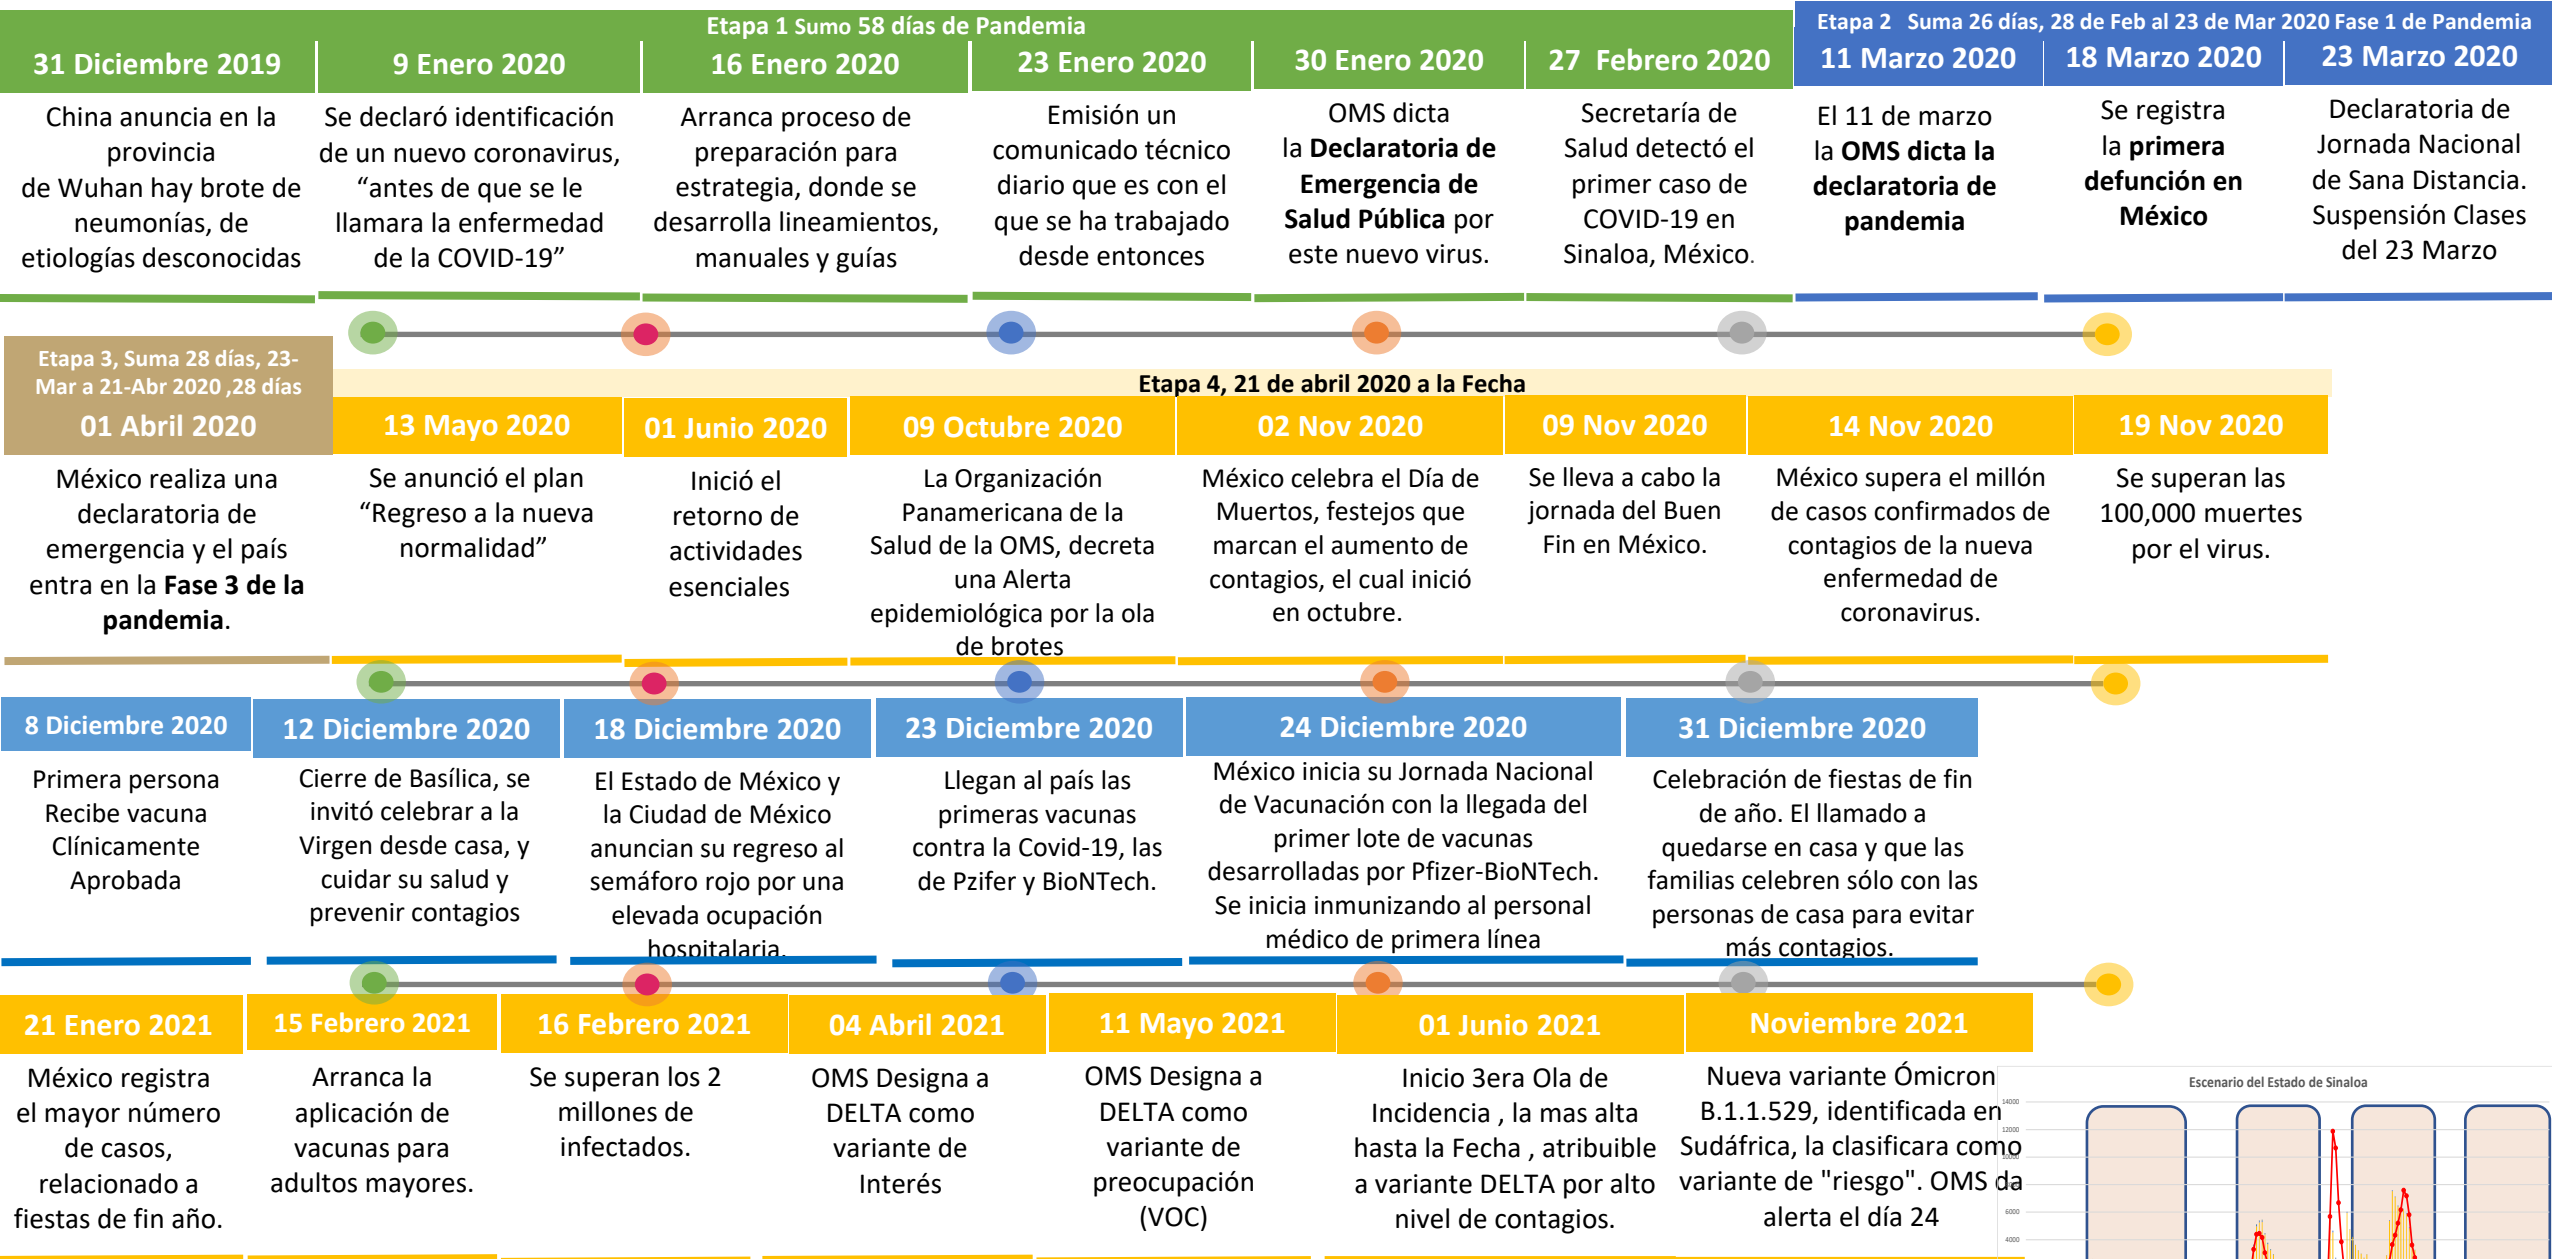 Etapa 1 Sumo 58 días de Pandemia
Etapa 2 Suma 26 días, 28 de Feb al 23 de Mar 2020 Fase 1 de Pandemia
31 Diciembre 2019
China anuncia en la
provincia
de Wuhan hay brote de
neumonías, de
etiologías desconocidas
9 Enero 2020
Se declaró identificación
de un nuevo coronavirus,
“antes de que se le
llamara la enfermedad
de la COVID-19”
16 Enero 2020
Arranca proceso de
preparación para
estrategia, donde se
desarrolla lineamientos,
manuales y guías
23 Enero 2020
Emisión un
comunicado técnico
diario que es con el
que se ha trabajado
desde entonces
30 Enero 2020
OMS dicta
la Declaratoria de
Emergencia de
Salud Pública por
este nuevo virus.
27 Febrero 2020
Secretaría de
Salud detectó el
primer caso de
COVID-19 en
Sinaloa, México.
11 Marzo 2020
El 11 de marzo
la OMS dicta la
declaratoria de
pandemia
18 Marzo 2020
Se registra
la primera
defunción en
México
23 Marzo 2020
Declaratoria de
Jornada Nacional
de Sana Distancia.
Suspensión Clases
del 23 Marzo
Etapa 3, Suma 28 días, 23-
Mar a 21-Abr 2020 ,28 días
01 Abril 2020
México realiza una
declaratoria de
emergencia y el país
entra en la Fase 3 de la
pandemia.
Etapa 4, 21 de abril 2020 a la Fecha
13 Mayo 2020
Se anunció el plan
“Regreso a la nueva
normalidad”
01 Junio 2020
Inició el
retorno de
actividades
esenciales
09 Octubre 2020
La Organización
Panamericana de la
Salud de la OMS, decreta
una Alerta
epidemiológica por la ola
de brotes
02 Nov 2020
México celebra el Día de
Muertos, festejos que
marcan el aumento de
contagios, el cual inició
en octubre.
09 Nov 2020
Se lleva a cabo la
jornada del Buen
Fin en México.
14 Nov 2020
México supera el millón
de casos confirmados de
contagios de la nueva
enfermedad de
coronavirus.
19 Nov 2020
Se superan las
100,000 muertes
por el virus.
8 Diciembre 2020
Primera persona
Recibe vacuna
Clínicamente
Aprobada
12 Diciembre 2020
Cierre de Basílica, se
invitó celebrar a la
Virgen desde casa, y
cuidar su salud y
prevenir contagios
18 Diciembre 2020
El Estado de México y
la Ciudad de México
anuncian su regreso al
semáforo rojo por una
elevada ocupación
hospitalaria.
23 Diciembre 2020
Llegan al país las
primeras vacunas
contra la Covid-19, las
de Pzifer y BioNTech.
24 Diciembre 2020
México inicia su Jornada Nacional
de Vacunación con la llegada del
primer lote de vacunas
desarrolladas por Pfizer-BioNTech.
Se inicia inmunizando al personal
médico de primera línea
31 Diciembre 2020
Celebración de fiestas de fin
de año. El llamado a
quedarse en casa y que las
familias celebren sólo con las
personas de casa para evitar
más contagios.
21 Enero 2021
México registra
el mayor número
de casos,
relacionado a
fiestas de fin año.
15 Febrero 2021
Arranca la
aplicación de
vacunas para
adultos mayores.
16 Febrero 2021
Se superan los 2
millones de
infectados.
04 Abril 2021
OMS Designa a
DELTA como
variante de
Interés
11 Mayo 2021
OMS Designa a
DELTA como
variante de
preocupación
(VOC)
01 Junio 2021
Inicio 3era Ola de
Incidencia , la mas alta
hasta la Fecha , atribuible
a variante DELTA por alto
nivel de contagios.
Noviembre 2021
Nueva variante Ómicron
B.1.1.529, identificada en
Sudáfrica, la clasificara como
variante de "riesgo". OMS da
alerta el día 24
Escenario del Estado de Sinaloa
14000
12000
10000
6000
4000